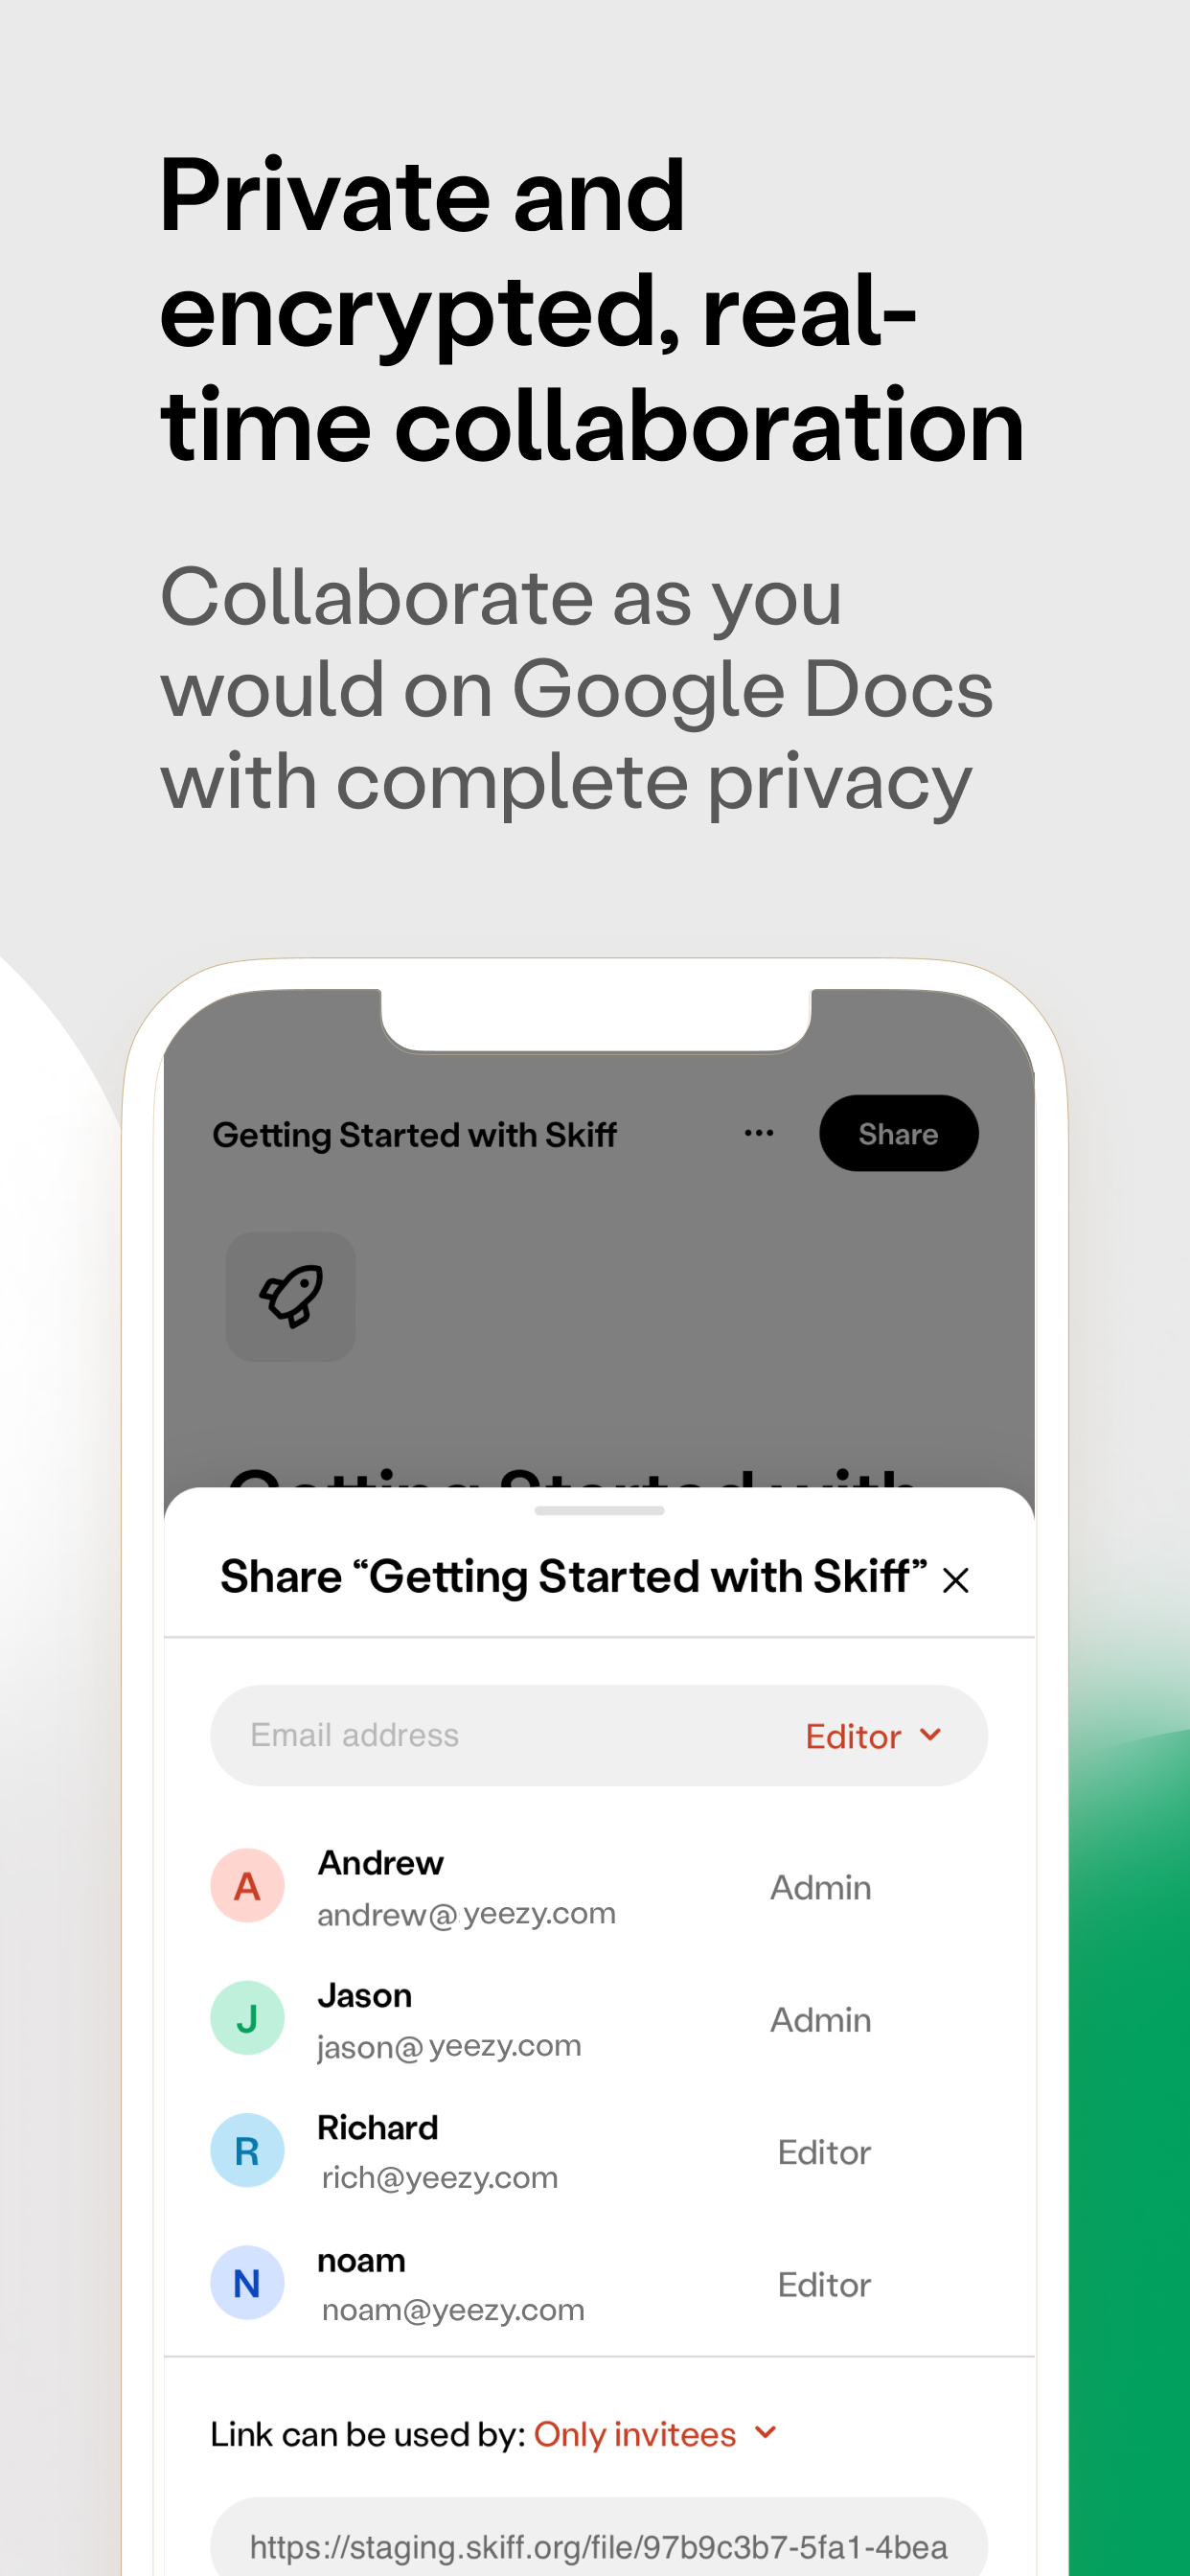 Private and
encrypted, real-
time collaboration
Collaborate as you
would on Google Docs
with complete privacy
Getting Started with Skiff
Share
Getting Started with
Share “Getting Started with Skiff”
Email address
Editor
A
Andrew
Admin
andrew@yeezy.com
J
Jason
Admin
jason@yeezy.com
R
Richard
Editor
rich@yeezy.com
N
noam
Editor
noam@yeezy.com
Link can be used by: Only invitees
https://staging.skiff.org/file/97b9c3b7-5fa1-4bea